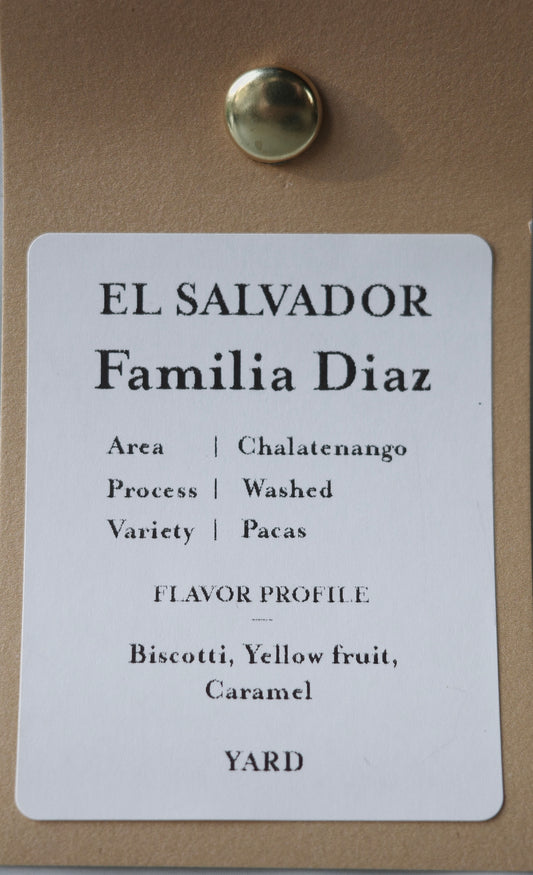 EL SALVADOR
Familia Diaz
Area | Chalatenango
Process | Washed
Variety | Pacas
FLAVOR PROFILE
Biscotti, Yellow fruit,
Caramel
YARD